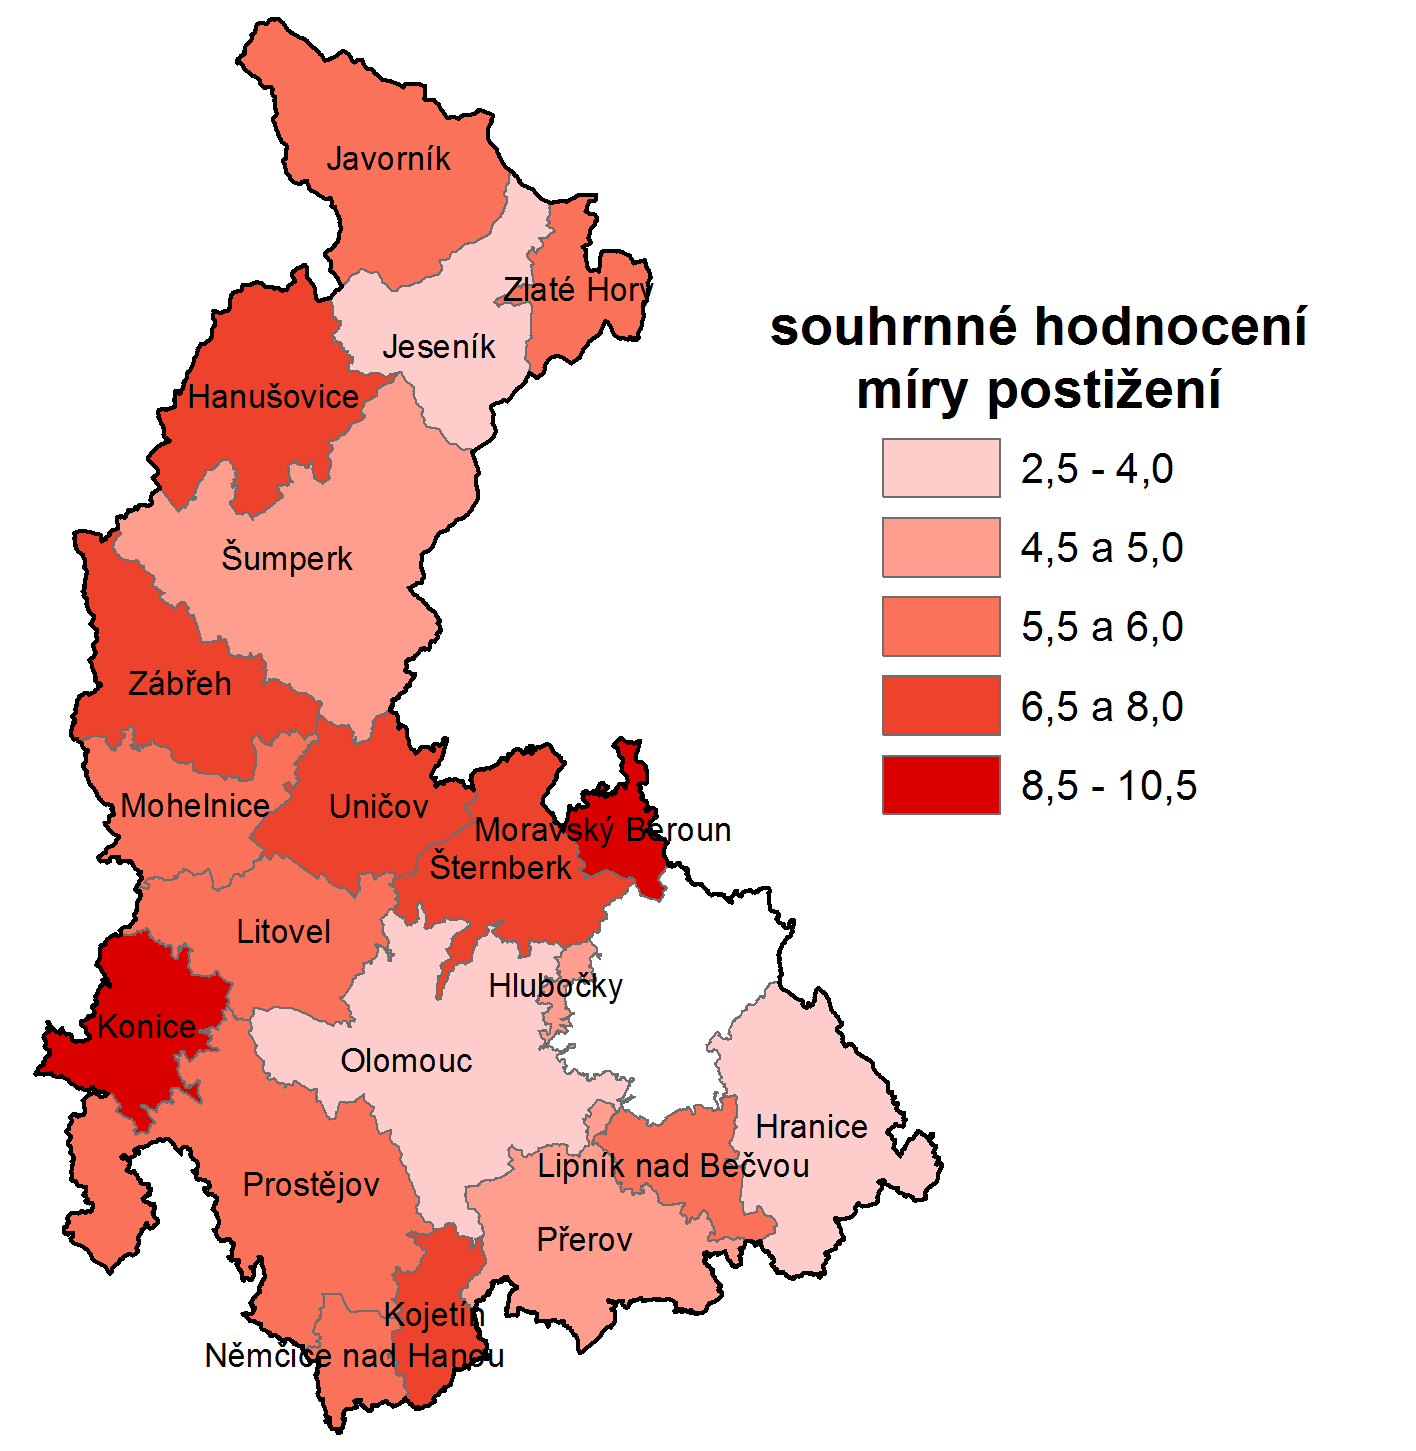 Javorník
Zlaté Hory
souhrnné hodnocení
míry postižení
Jeseník
Hanušovice
2,5 - 4,0
4,5 a 5,0
Šumperk
5,5 a 6,0
Zábřeh
6,5 a 8,0
8,5 - 10,5
Mohelnice
Uničov
Moravský Beroun
Šternberk
Litovel
Hlubočky
Konice
Olomouc
Hranice
Lipník nad Bečvou
Prostějov
Přerov
Kojetín
Němčice nad Hanou